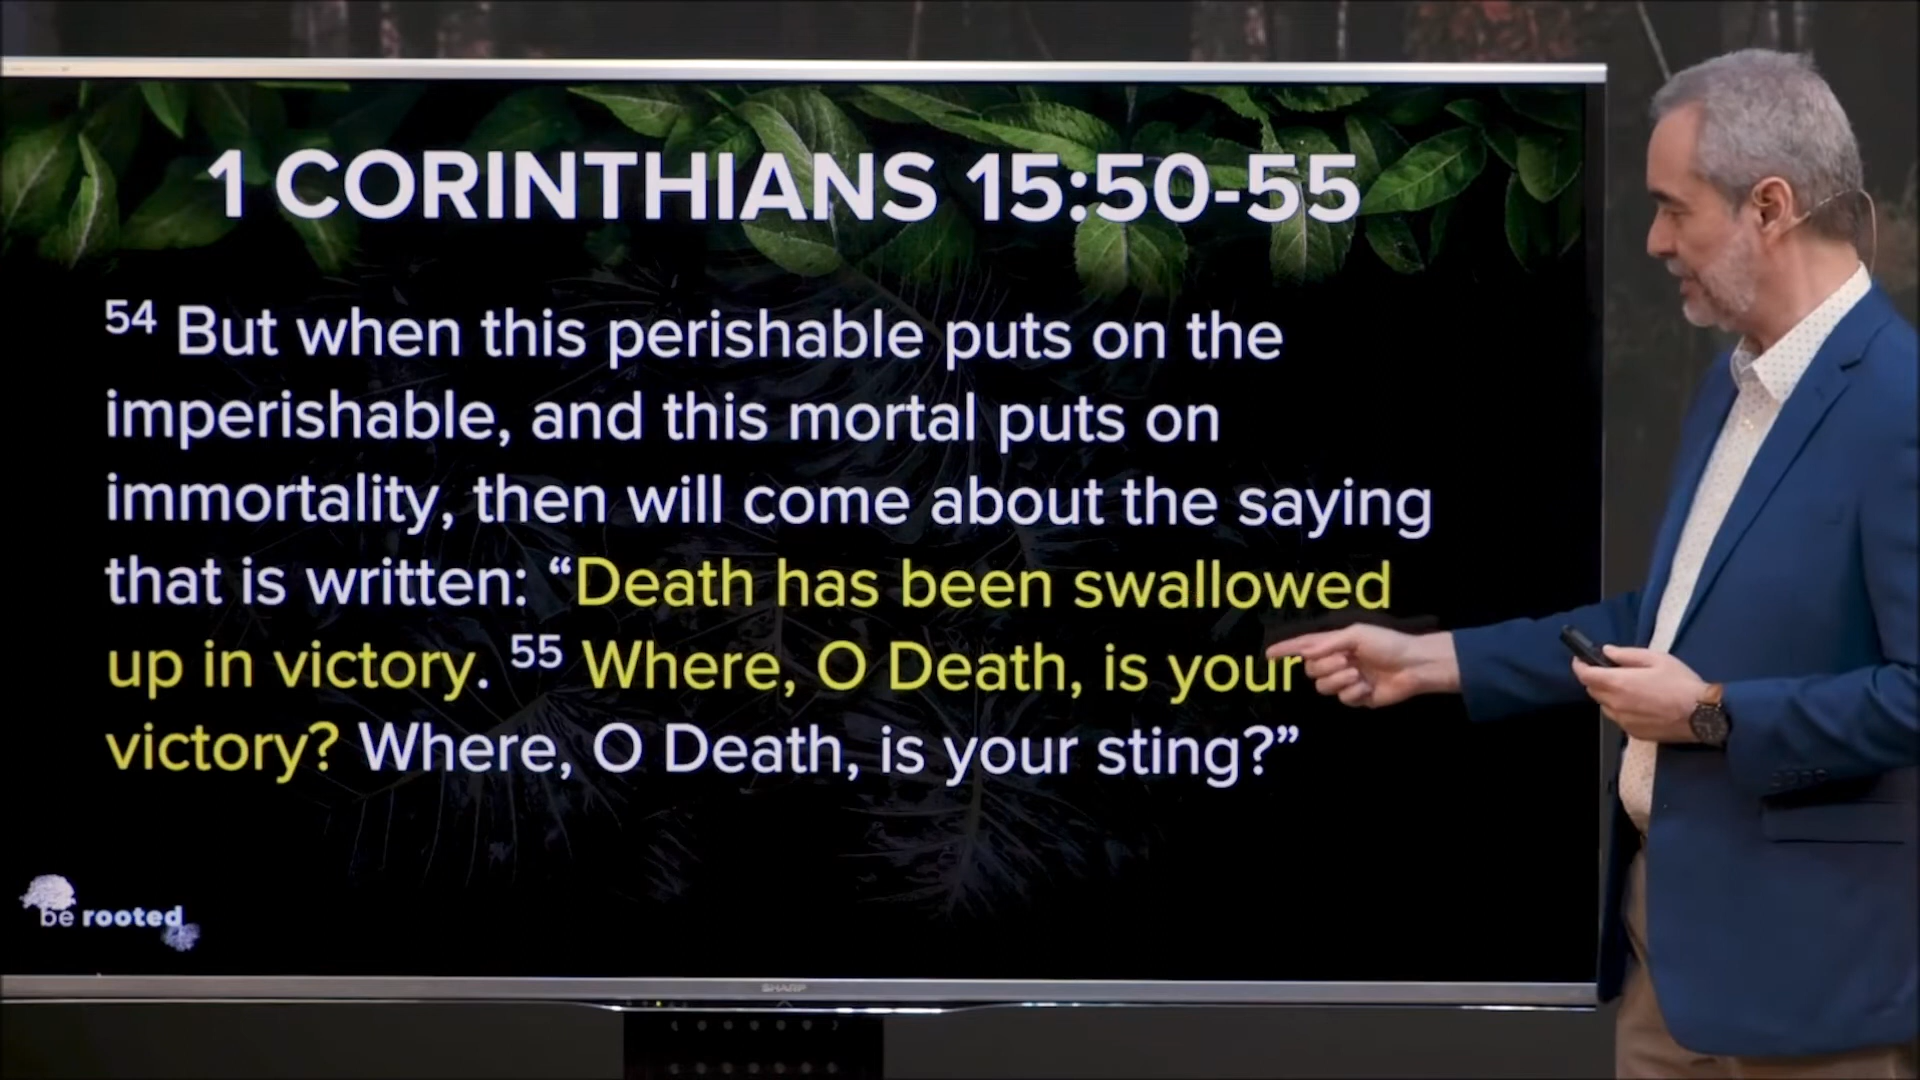 1 CORINTHIANS 15:50-55
54 But when this perishable puts on the
imperishable, and this mortal puts on
immortality, then will come about the saying
that is written: “Death has been swallowed
up in victory. 55 Where, O Death, is your
victory? Where, O Death, is your sting?”
be rooted
SHARP